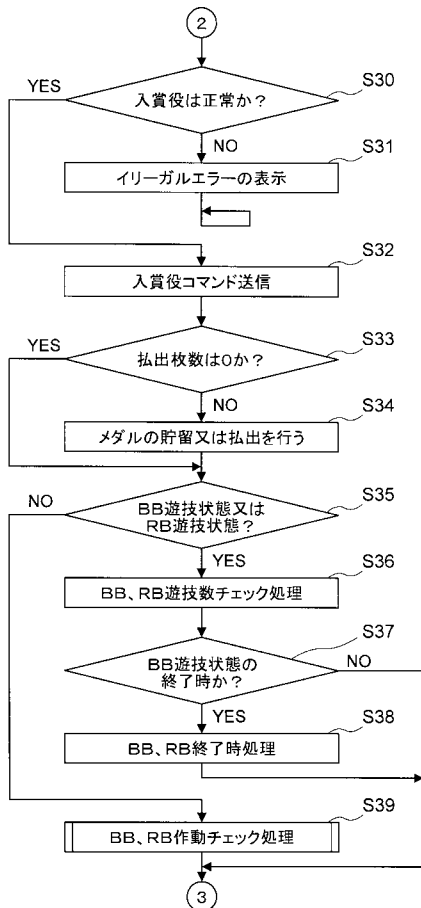 2
S30
YES
入賞役は正常か?
NO
S31
イリーガルエラーの表示
S32
入賞役コマンド送信
S33
YES
払出枚数は0か?
NO
S34
メダルの貯留又は払出を行う
S35
NO
BB遊技状態又は
RB遊技状態?
YES
S36
BB、RB遊技数チェック処理
S37
BB遊技状態の
終了時か?
NO
YES
S38
BB、RB終了時処理
S39
BB、RB作動チェック処理
3